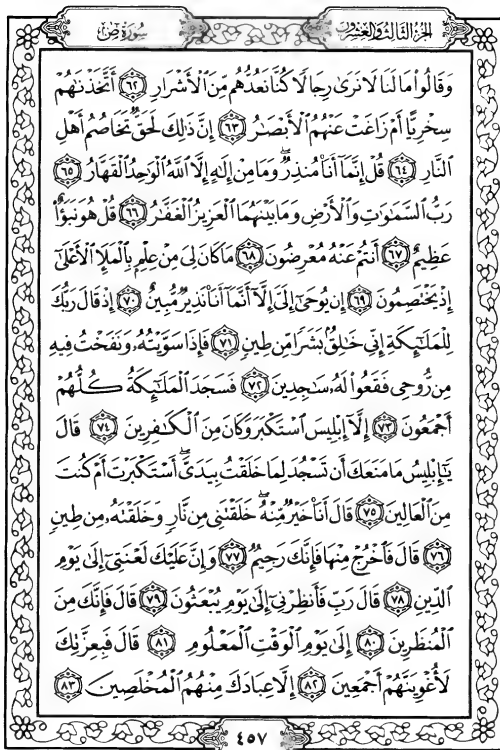 الجزء الثالث والعشرون سورة ص
وَقَالُوا۟ مَا لَنَا لَا نَرَىٰ رِجَالًا كُنَّا نَعُدُّهُم مِّنَ ٱلْأَشْرَارِ ٦٢ أَتَّخَذْنَٰهُمْ
سِخْرِيًّا أَمْ زَاغَتْ عَنْهُمُ ٱلْأَبْصَٰرُ ٦٣ إِنَّ ذَٰلِكَ لَحَقٌّ تَخَاصُمُ أَهْلِ
ٱلنَّارِ ٦٤ قُلْ إِنَّمَآ أَنَا۠ مُنذِرٌ ۖ وَمَا مِنْ إِلَٰهٍ إِلَّا ٱللَّهُ ٱلْوَٰحِدُ ٱلْقَهَّارُ ٦٥
رَبُّ ٱلسَّمَٰوَٰتِ وَٱلْأَرْضِ وَمَا بَيْنَهُمَا ٱلْعَزِيزُ ٱلْغَفَّٰرُ ٦٦ قُلْ هُوَ نَبَؤٌا۟
عَظِيمٌ ٦٧ أَنتُمْ عَنْهُ مُعْرِضُونَ ٦٨ مَا كَانَ لِىَ مِنْ عِلْمٍۭ بِٱلْمَلَإِ ٱلْأَعْلَىٰٓ
إِذْ يَخْتَصِمُونَ ٦٩ إِن يُوحَىٰٓ إِلَىَّ إِلَّآ أَنَّمَآ أَنَا۠ نَذِيرٌ مُّبِينٌ ٧٠ إِذْ قَالَ رَبُّكَ
لِلْمَلَٰٓئِكَةِ إِنِّى خَٰلِقٌۢ بَشَرًا مِّن طِينٍ ٧١ فَإِذَا سَوَّيْتُهُۥ وَنَفَخْتُ فِيهِ
مِن رُّوحِى فَقَعُوا۟ لَهُۥ سَٰجِدِينَ ٧٢ فَسَجَدَ ٱلْمَلَٰٓئِكَةُ كُلُّهُمْ
أَجْمَعُونَ ٧٣ إِلَّآ إِبْلِيسَ ٱسْتَكْبَرَ وَكَانَ مِنَ ٱلْكَٰفِرِينَ ٧٤ قَالَ
يَٰٓإِبْلِيسُ مَا مَنَعَكَ أَن تَسْجُدَ لِمَا خَلَقْتُ بِيَدَىَّ ۖ أَسْتَكْبَرْتَ أَمْ كُنتَ
مِنَ ٱلْعَالِينَ ٧٥ قَالَ أَنَا۠ خَيْرٌ مِّنْهُ ۖ خَلَقْتَنِى مِن نَّارٍ وَخَلَقْتَهُۥ مِن طِينٍ
٧٦ قَالَ فَٱخْرُجْ مِنْهَا فَإِنَّكَ رَجِيمٌ ٧٧ وَإِنَّ عَلَيْكَ لَعْنَتِىٓ إِلَىٰ يَوْمِ
ٱلدِّينِ ٧٨ قَالَ رَبِّ فَأَنظِرْنِىٓ إِلَىٰ يَوْمِ يُبْعَثُونَ ٧٩ قَالَ فَإِنَّكَ مِنَ
ٱلْمُنظَرِينَ ٨٠ إِلَىٰ يَوْمِ ٱلْوَقْتِ ٱلْمَعْلُومِ ٨١ قَالَ فَبِعِزَّتِكَ
لَأُغْوِيَنَّهُمْ أَجْمَعِينَ ٨٢ إِلَّا عِبَادَكَ مِنْهُمُ ٱلْمُخْلَصِينَ ٨٣
٤٥٧